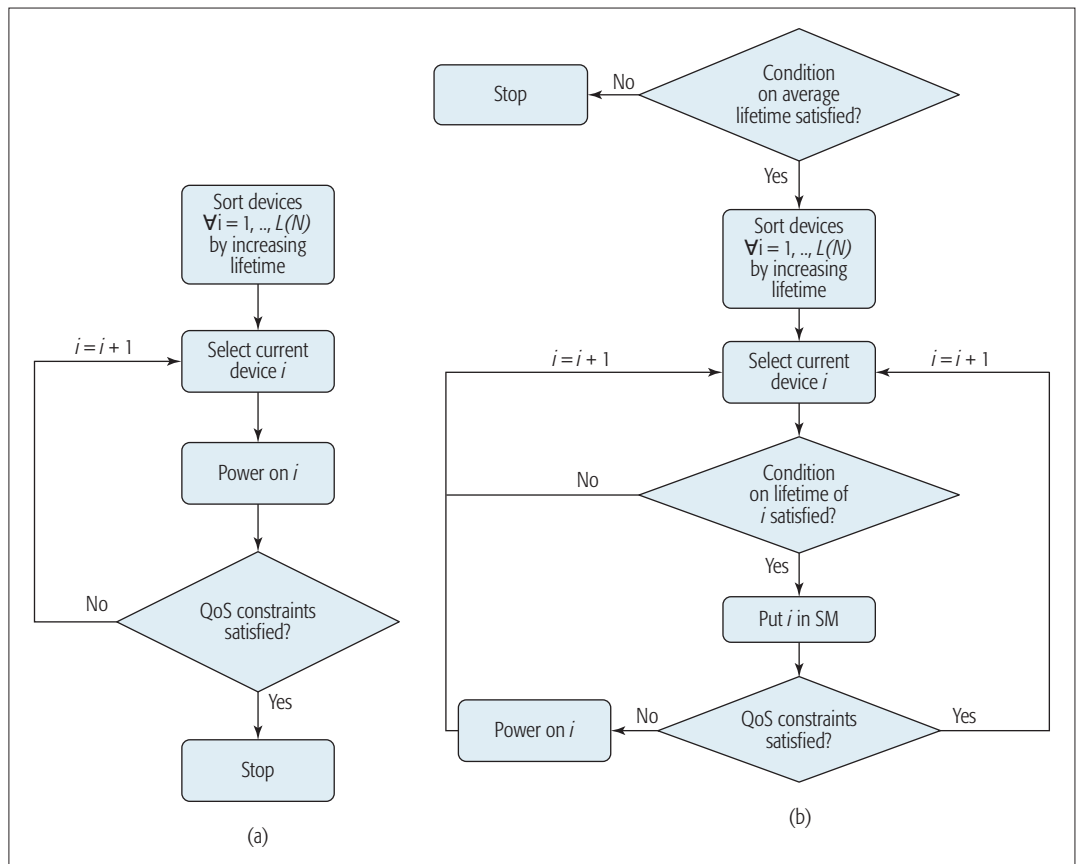 Sort devices
∀i = 1, .., L(N)
by increasing
lifetime
i = i + 1
Select current
device i
Power on i
No
QoS constraints
satisfied?
Yes
Stop
(a)
Stop
No
Condition
on average
lifetime satisfied?
Yes
Sort devices
∀i = 1, .., L(N)
by increasing
lifetime
i = i + 1
Select current
device i
i = i + 1
No
Condition
on lifetime of
i satisfied?
Yes
Put i in SM
Power on i
No
QoS constraints
satisfied?
Yes
(b)